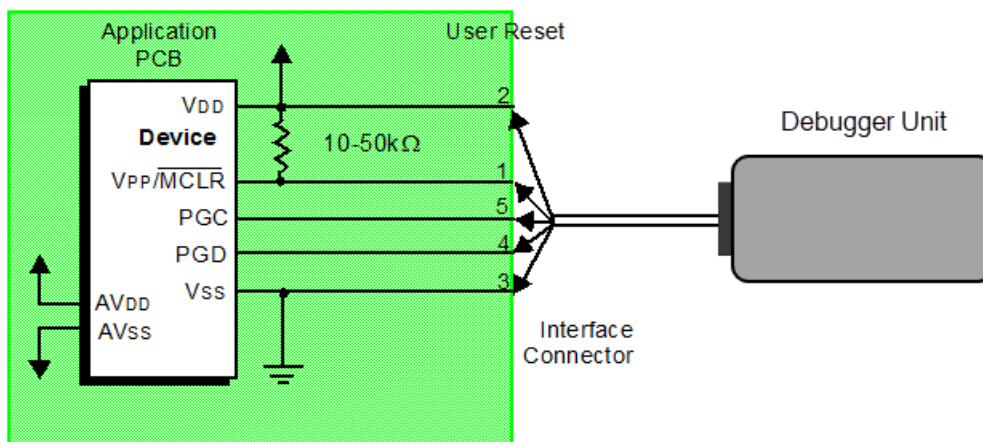 Application
PCB
User Reset
VDD
2
Debugger Unit
Device
10-50kΩ
VPP/MCLR
1
PGC
5
PGD
4
VSS
3
AVDD
AVSS
Interface
Connector